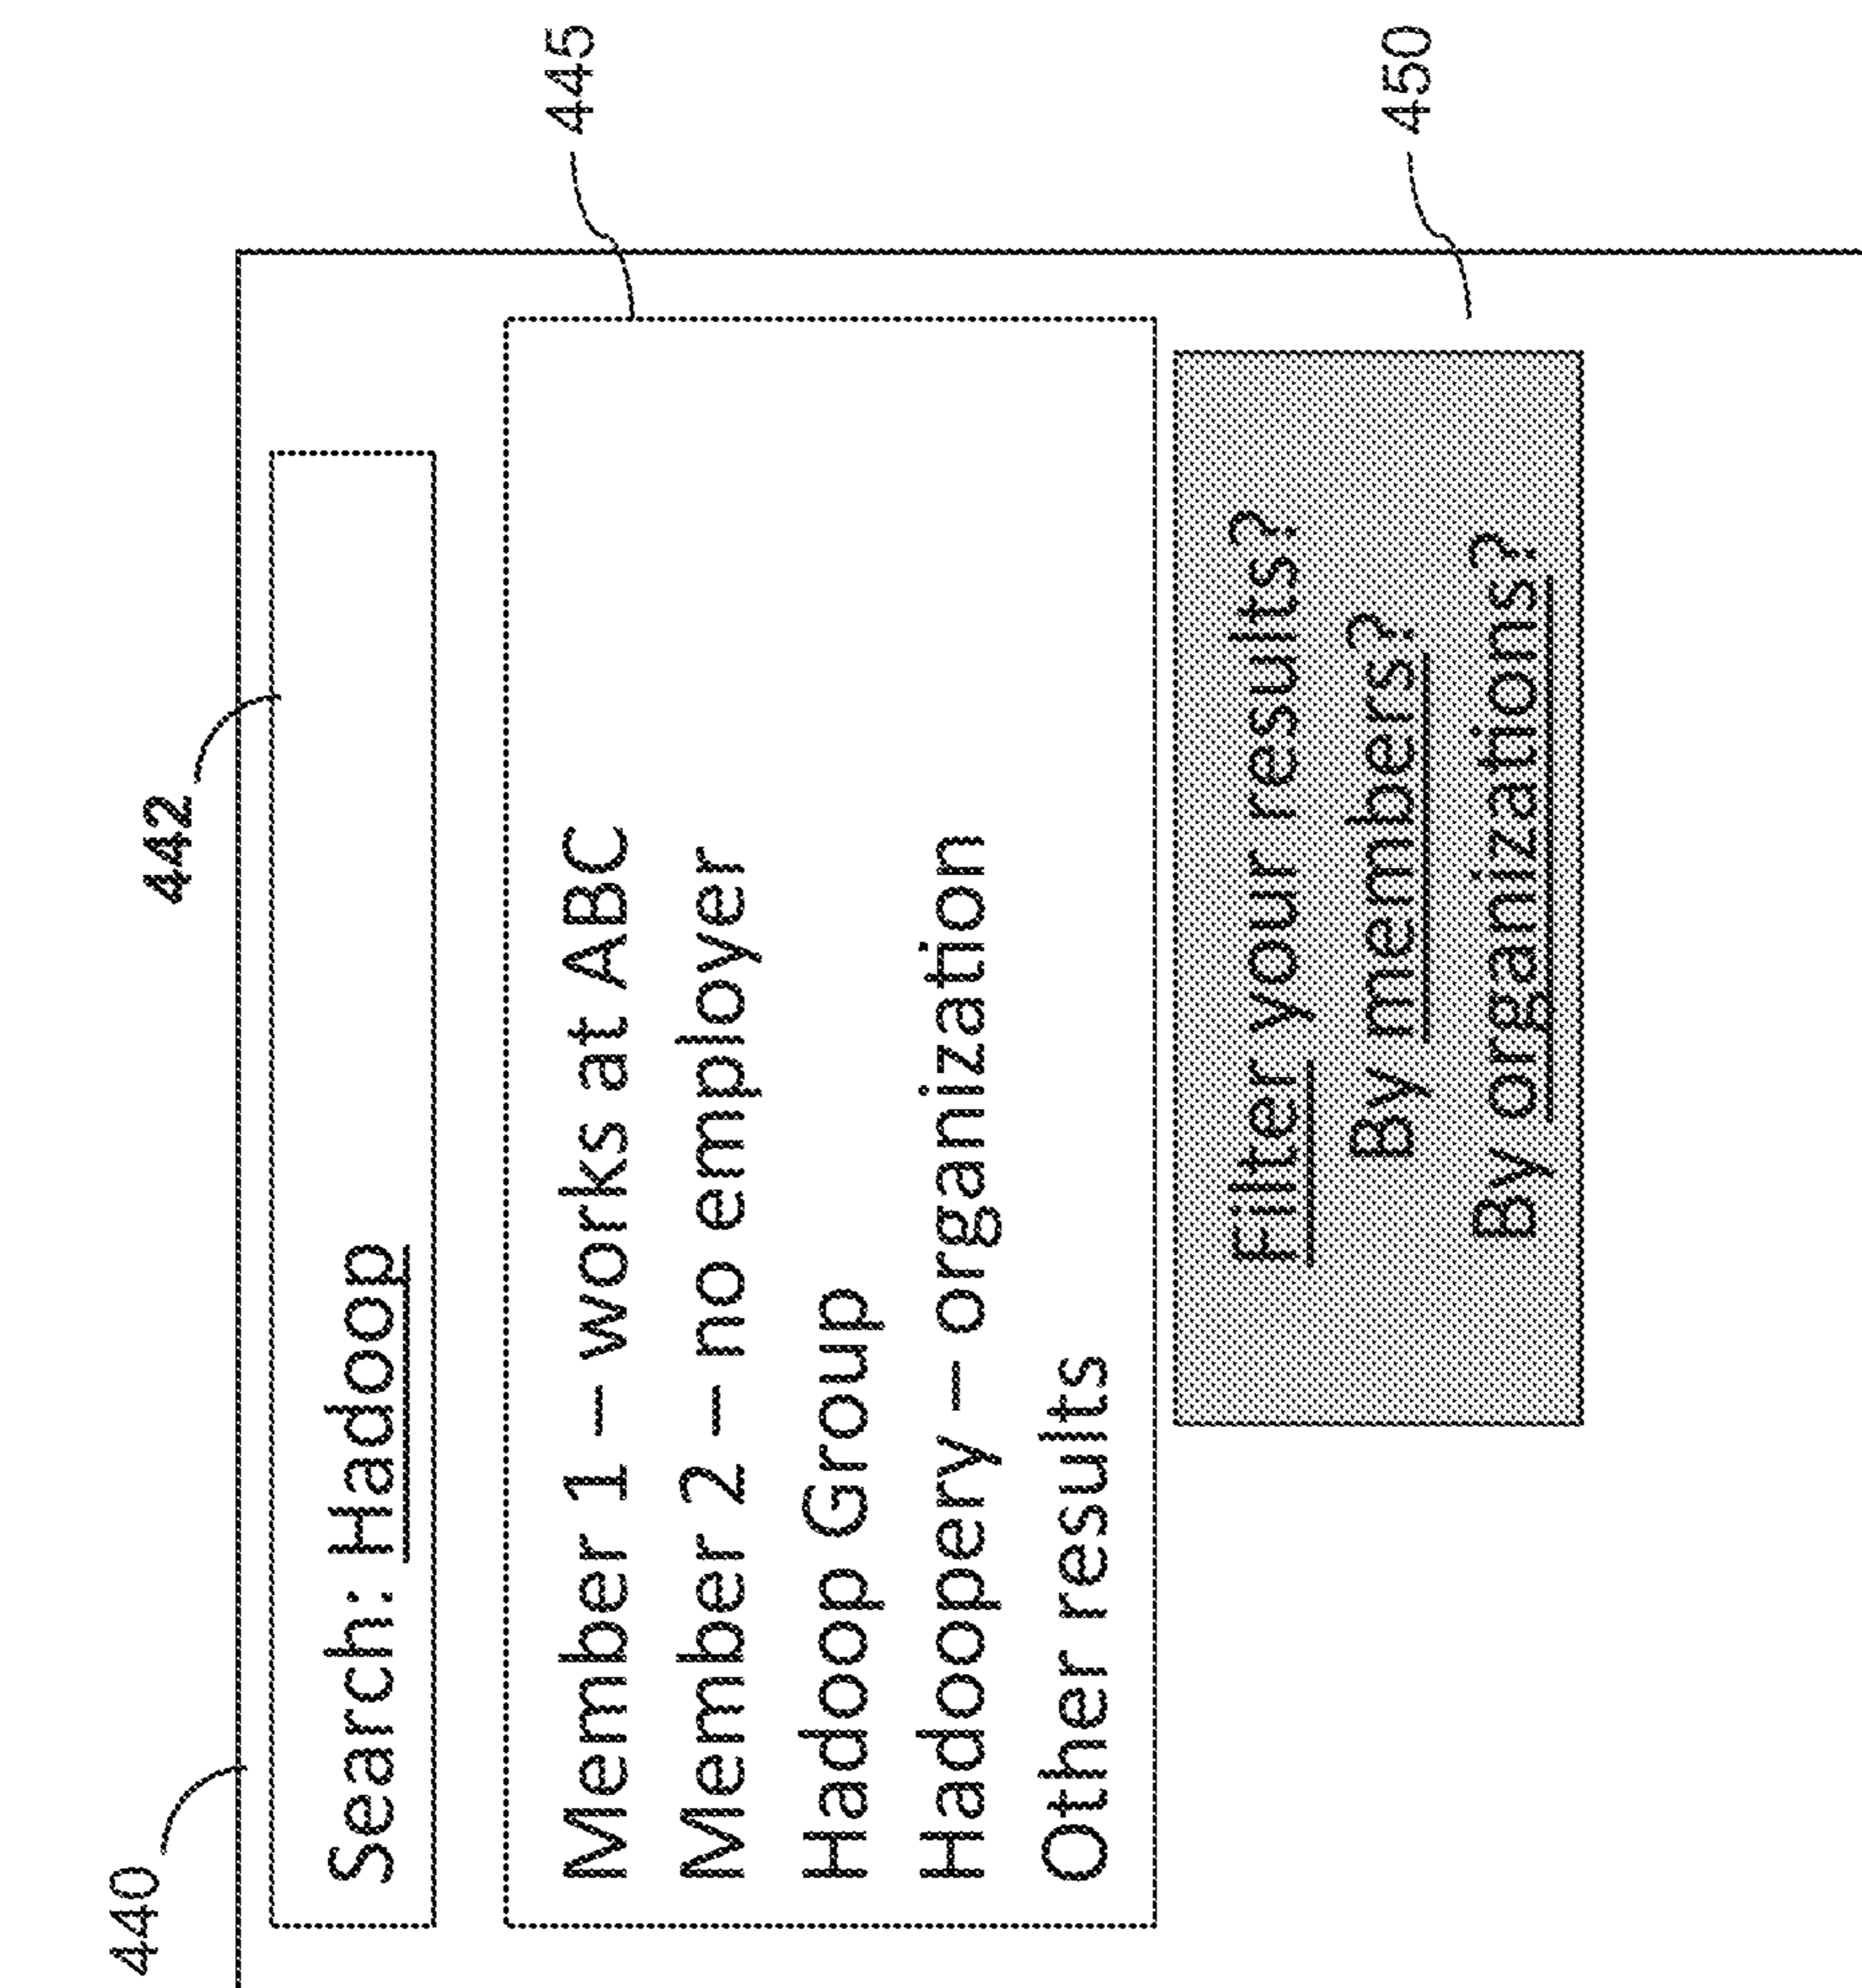 440
442
Search: Hadoop
445
Member 1 – works at ABC
Member 2 – no employer
Hadoop Group
Hadoopery – organization
Other results
450
Filter your results?
By members?
By organizations?